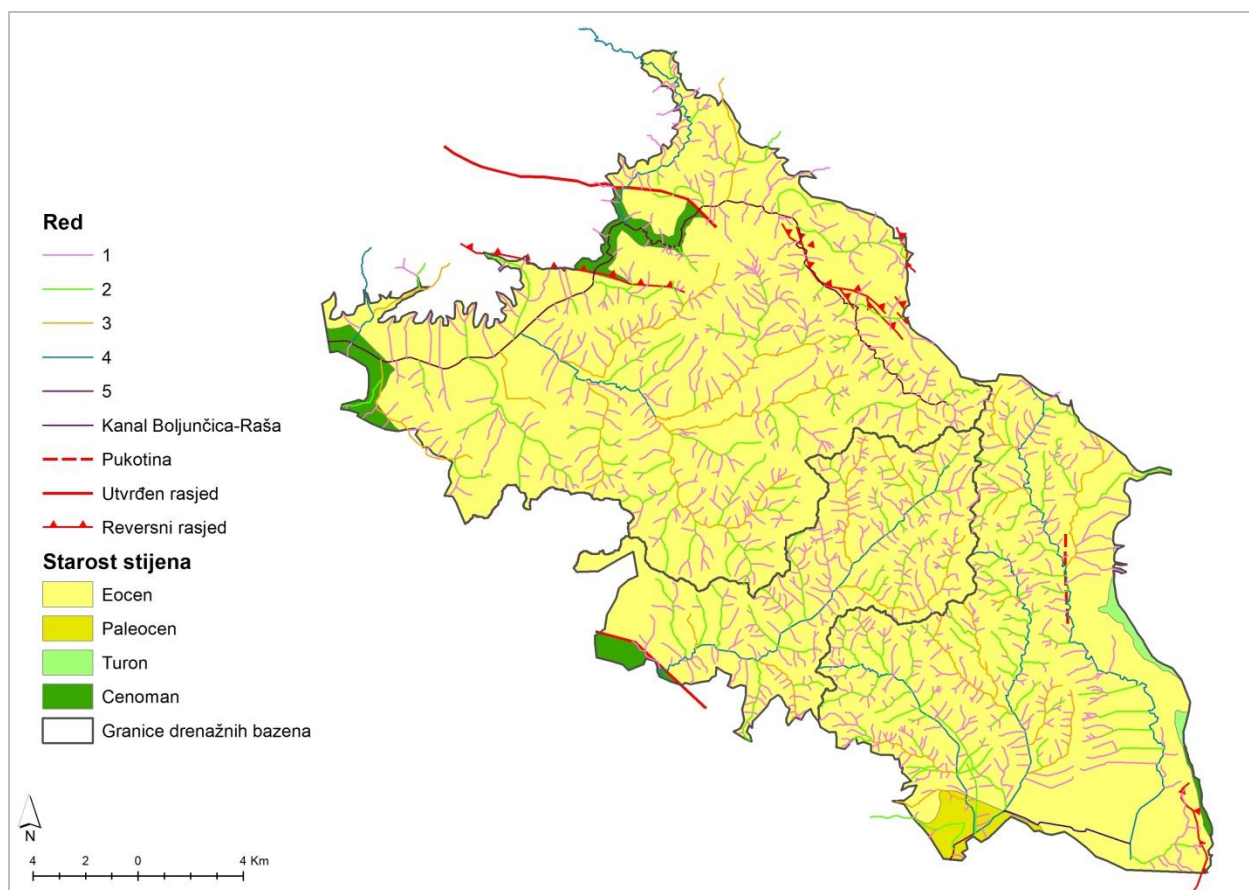 Red
1
2
3
4
5
Kanal Boljunčica-Raša
Pukotina
Utvrđen rasjed
Reversni rasjed
Starost stijena
Eocen
Paleocen
Turon
Cenoman
Granice drenažnih bazena
N
4 2 0 4 Km